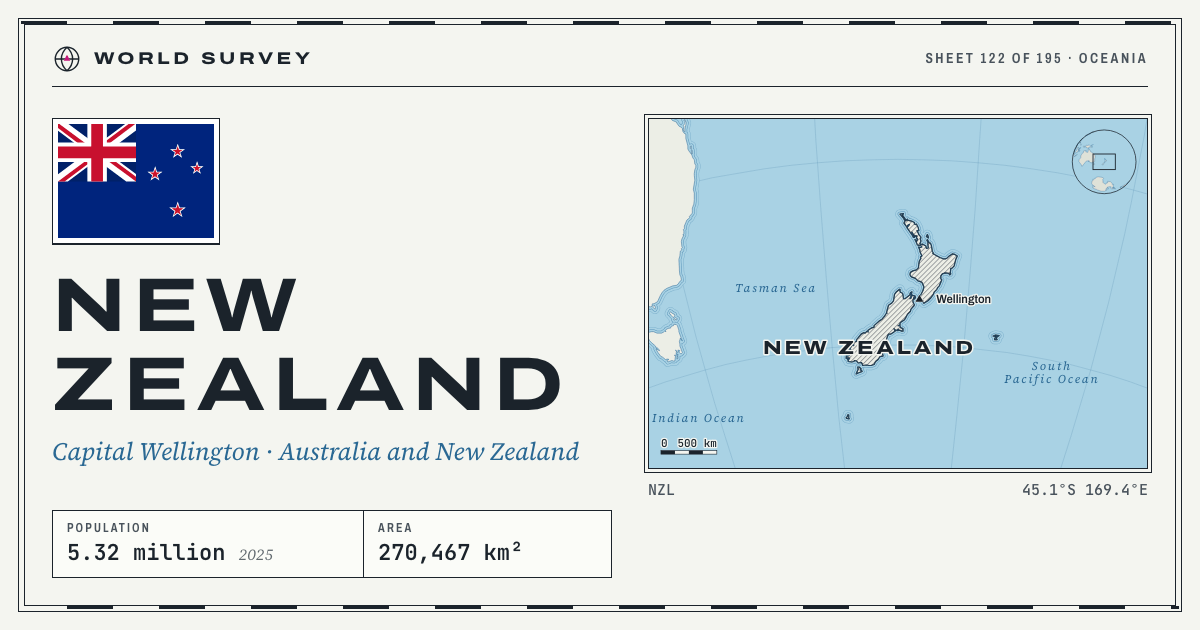 WORLD SURVEY
SHEET 122 OF 195 · OCEANIA
NEW
ZEALAND
Capital Wellington · Australia and New Zealand
POPULATION
5.32 million 2025
AREA
270,467 km²
Tasman Sea
Wellington
NEW ZEALAND
South
Pacific Ocean
Indian Ocean
0 500 km
NZL
45.1°S 169.4°E